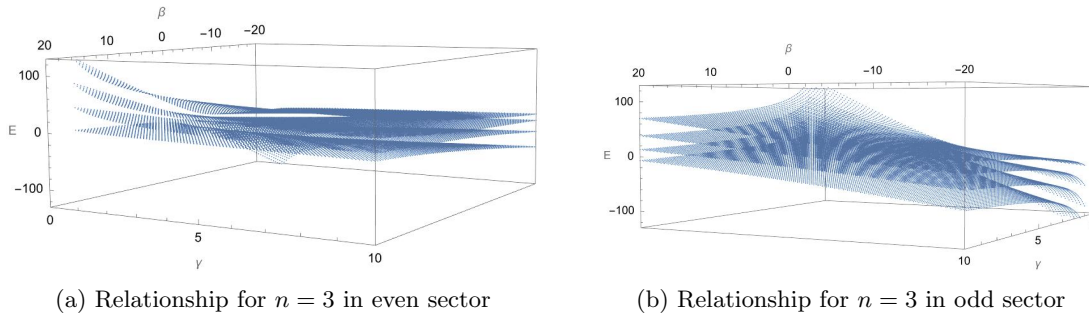 β
20 10 0 -10 -20
100
E 0
-100
0 5 10
γ
β
20 10 0 -10 -20
100
E 0
-100
5
10 γ
(a) Relationship for n = 3 in even sector (b) Relationship for n = 3 in odd sector